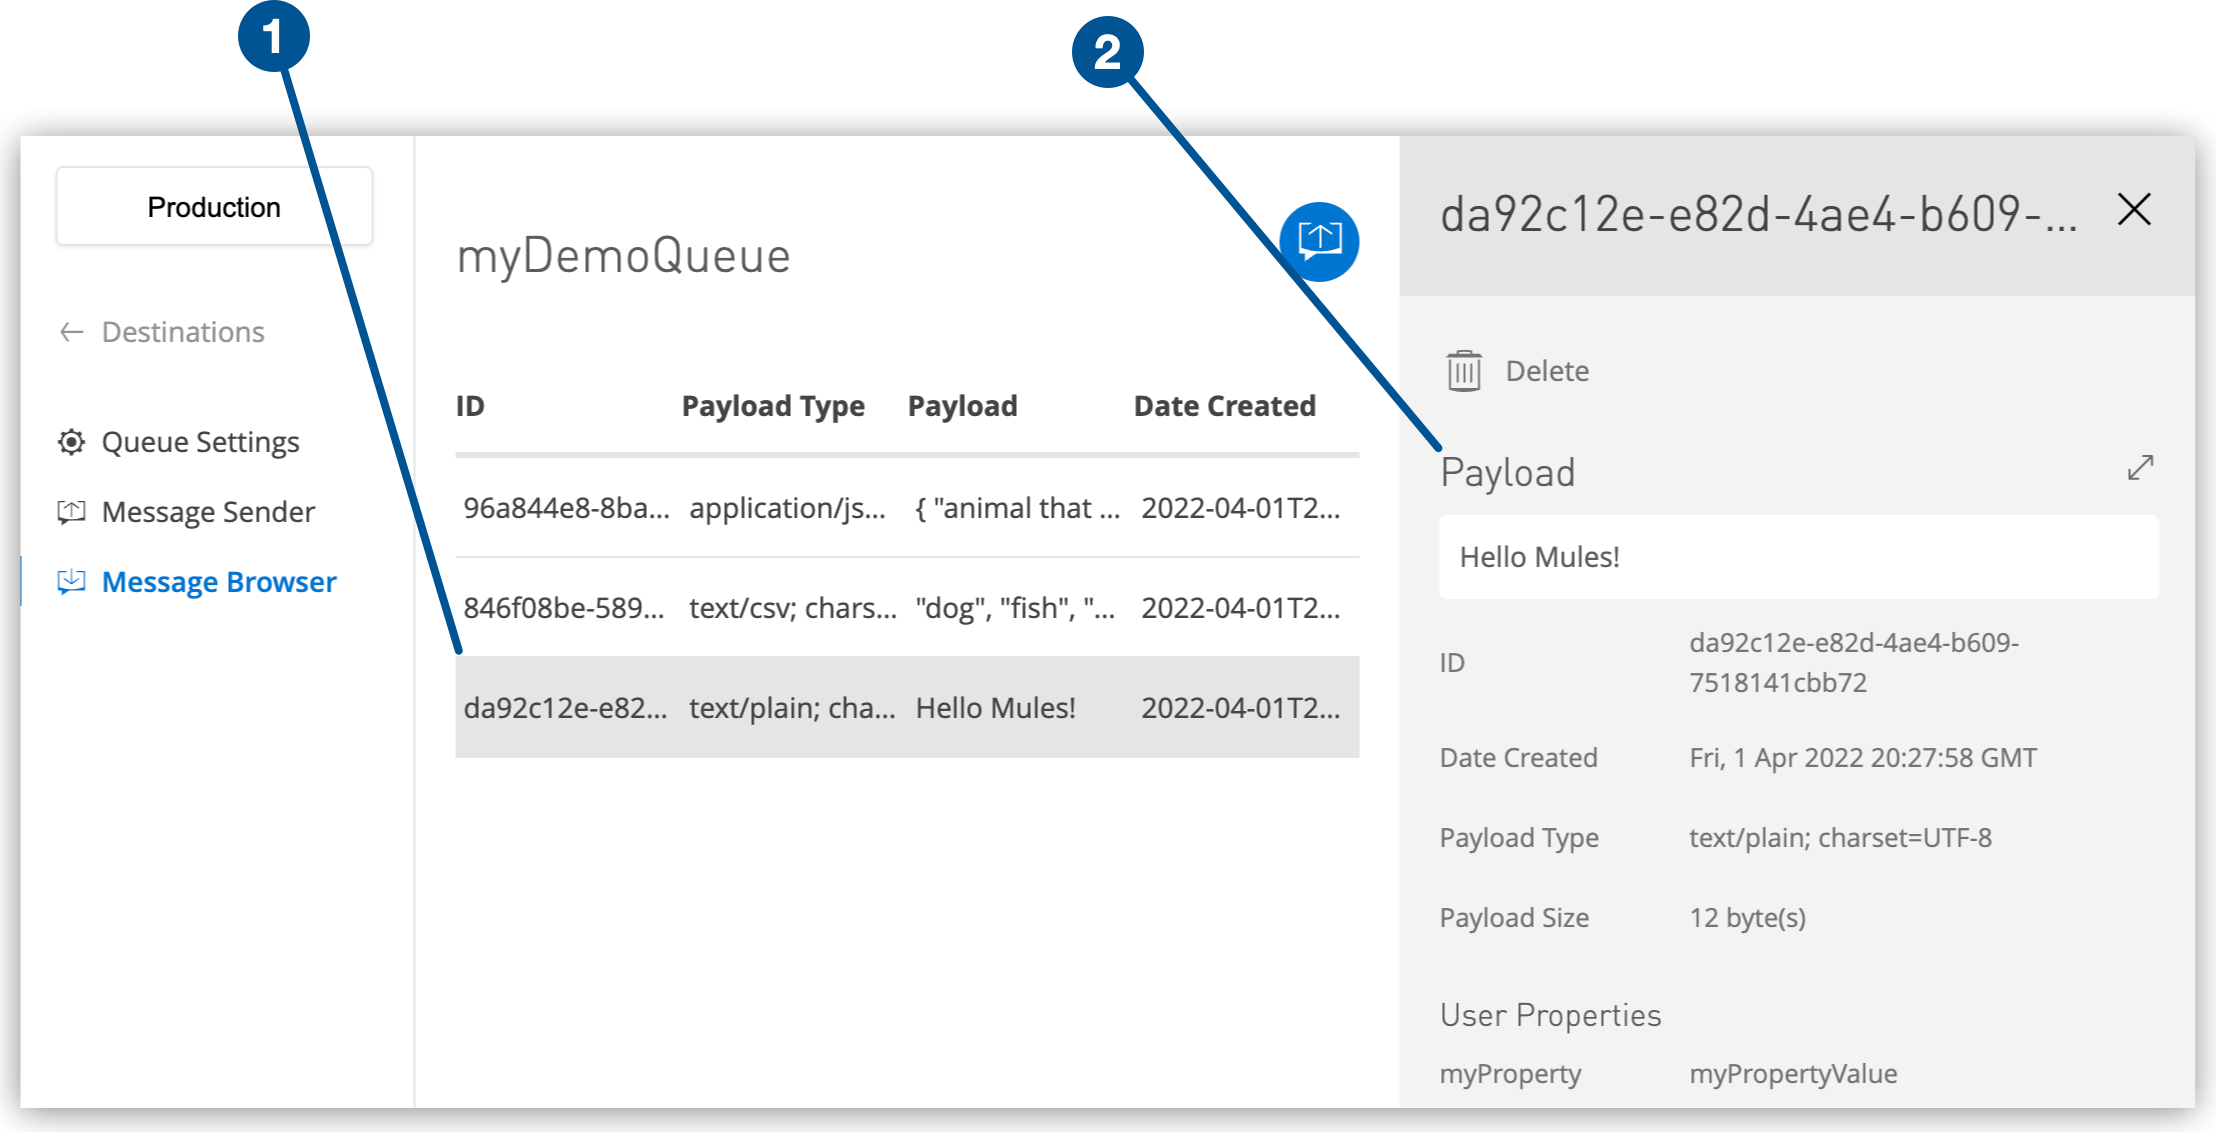 1
2
Production
Destinations
Queue Settings
Message Sender
Message Browser
myDemoQueue
ID Payload Type Payload Date Created
96a844e8-8ba... application/js... { "animal that ... 2022-04-01T2...
846f08be-589... text/csv; chars... "dog", "fish", "... 2022-04-01T2...
da92c12e-e82... text/plain; cha... Hello Mules! 2022-04-01T2...
da92c12e-e82d-4ae4-b609-...
Delete
Payload
Hello Mules!
ID da92c12e-e82d-4ae4-b609-
7518141cbb72
Date Created Fri, 1 Apr 2022 20:27:58 GMT
Payload Type text/plain; charset=UTF-8
Payload Size 12 byte(s)
User Properties
myProperty myPropertyValue